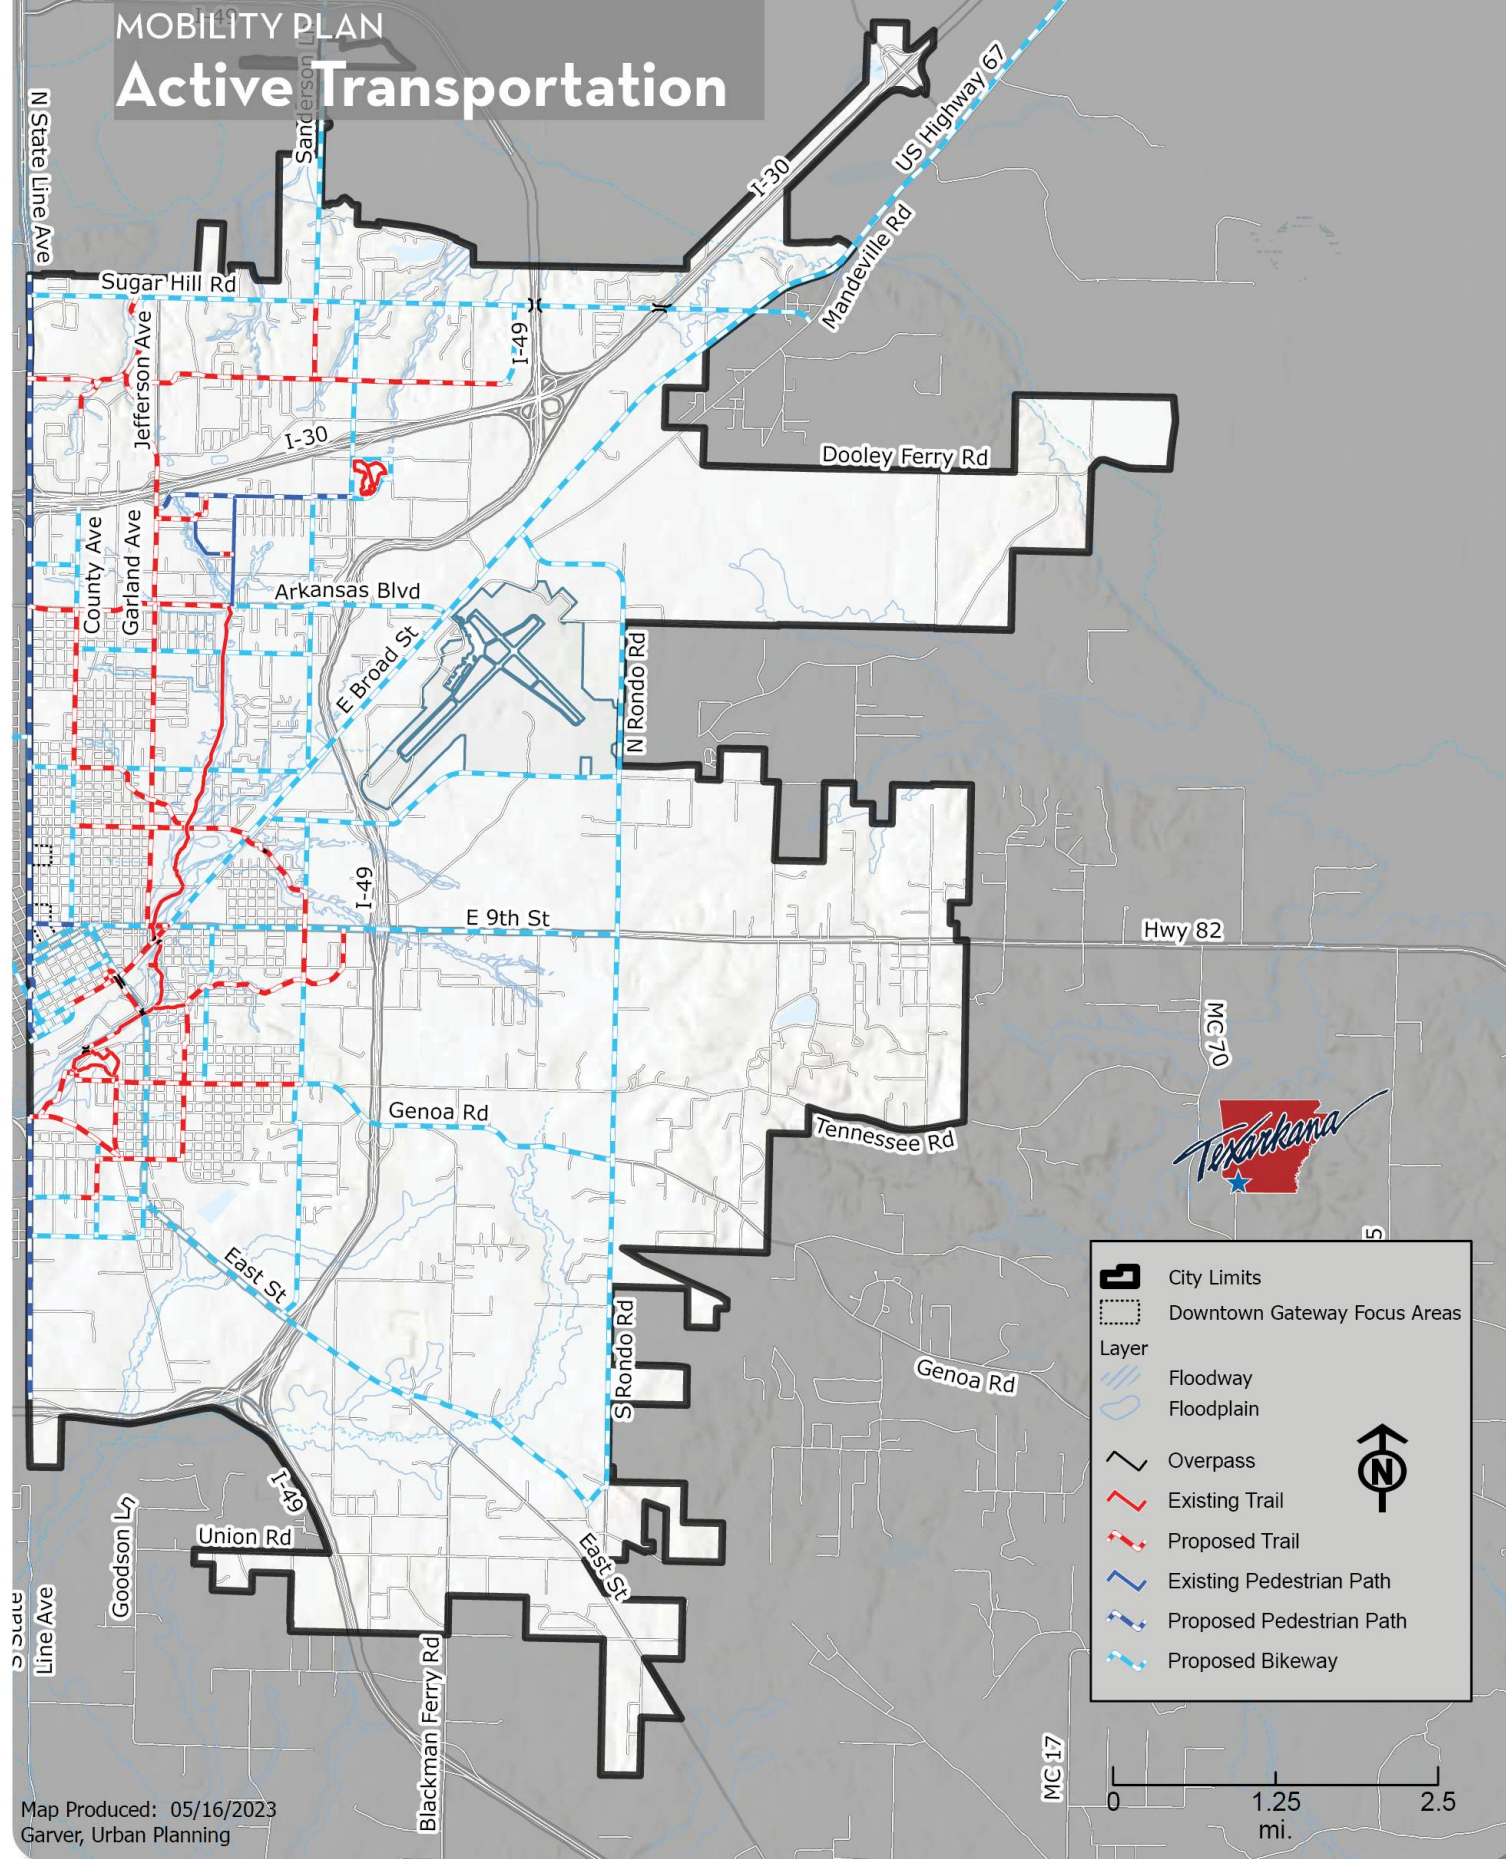 I-49
MOBILITY PLAN
Active Transportation
Sanderson Ln
N State Line Ave
US Highway 67
I-30
Mandeville Rd
Sugar Hill Rd
Jefferson Ave
I-49
I-30
Dooley Ferry Rd
County Ave
Garland Ave
Arkansas Blvd
E Broad St
N Rondo Rd
I-49
E 9th St
Hwy 82
MC 70
Genoa Rd
Tennessee Rd
Texarkana
East St
S Rondo Rd
Genoa Rd
5
City Limits
Downtown Gateway Focus Areas
Layer
Floodway
Floodplain
Overpass
Existing Trail
Proposed Trail
Existing Pedestrian Path
Proposed Pedestrian Path
Proposed Bikeway
N
I-49
Goodson Ln
Union Rd
East St
S State
Line Ave
Blackman Ferry Rd
MC 17
0 1.25 2.5
mi.
Map Produced: 05/16/2023
Garver, Urban Planning